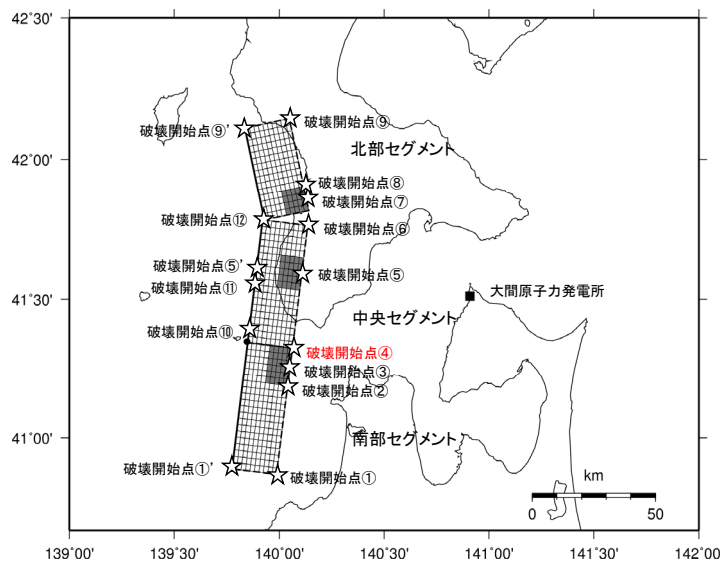 42°30'
破壊開始点⑨'
破壊開始点⑨
北部セグメント
42°00'
破壊開始点⑧
破壊開始点⑦
破壊開始点⑫
破壊開始点⑥
破壊開始点⑤'
破壊開始点⑤
破壊開始点⑪
大間原子力発電所
41°30'
中央セグメント
破壊開始点⑩
破壊開始点④
破壊開始点③
破壊開始点②
41°00'
南部セグメント
破壊開始点①'
破壊開始点①
km
0 50
139°00' 139°30' 140°00' 140°30' 141°00' 141°30' 142°00'